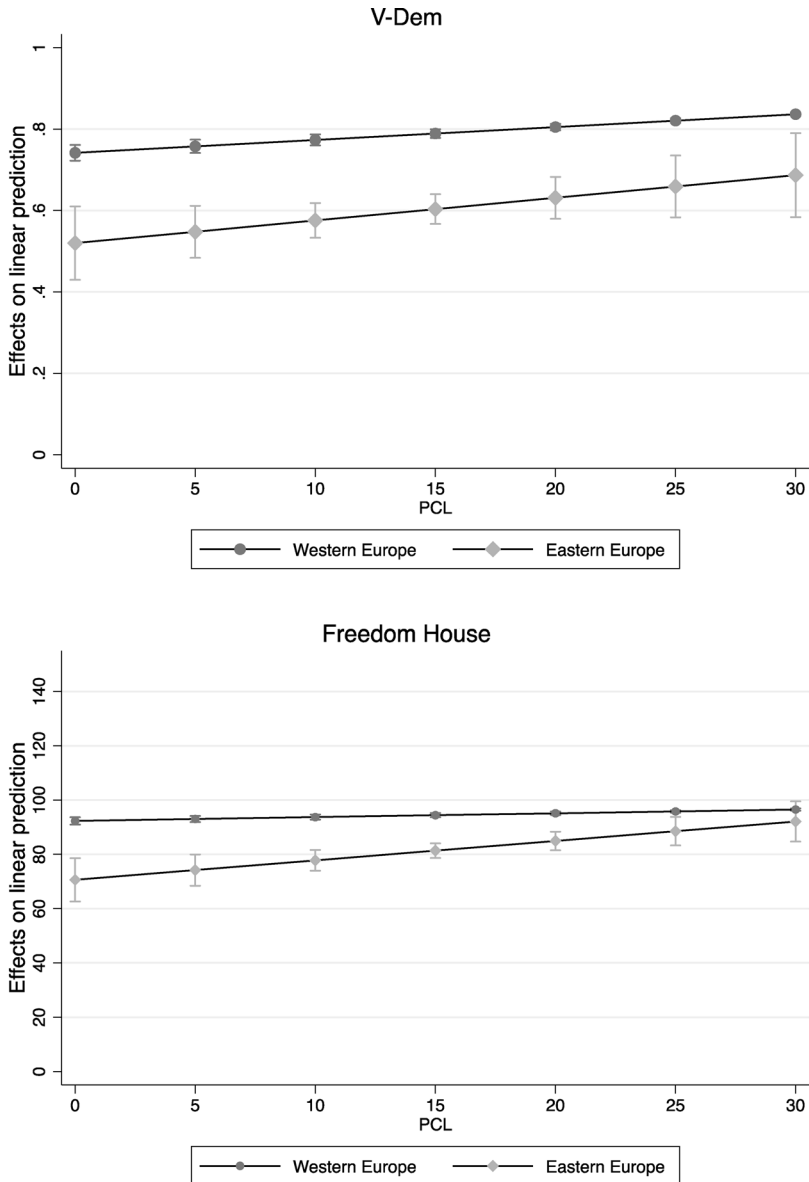 V-Dem
Effects on linear prediction
1
.8
.6
.4
.2
0
0 5 10 15 20 25 30
PCL
Western Europe Eastern Europe
Freedom House
Effects on linear prediction
140
120
100
80
60
40
20
0
0 5 10 15 20 25 30
PCL
Western Europe Eastern Europe